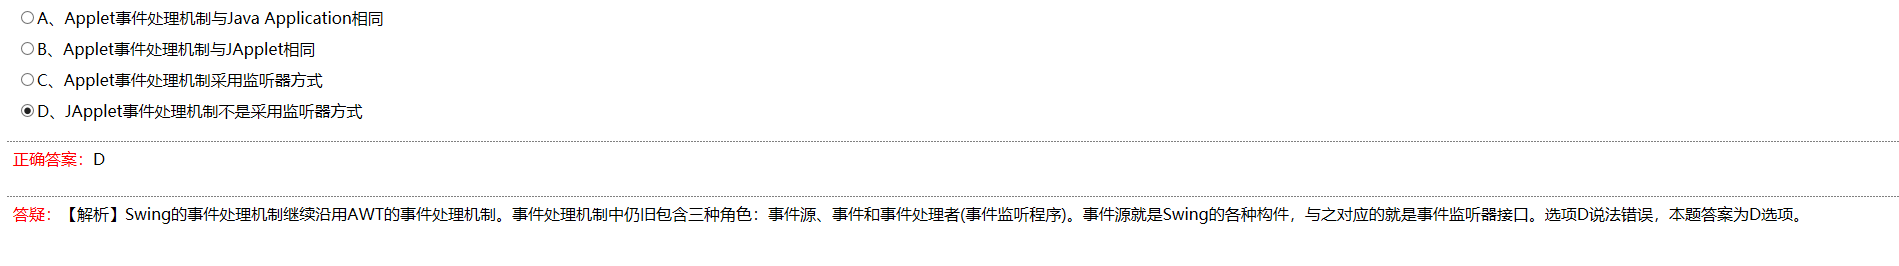 A、Applet事件处理机制与Java Application相同
B、Applet事件处理机制与JApplet相同
C、Applet事件处理机制采用监听器方式
D、JApplet事件处理机制不是采用监听器方式
正确答案：D
答疑：【解析】Swing的事件处理机制继续沿用AWT的事件处理机制。事件处理机制中仍旧包含三种角色：事件源、事件和事件处理者(事件监听程序)。事件源就是Swing的各种构件，与之对应的就是事件监听器接口。选项D说法错误，本题答案为D选项。